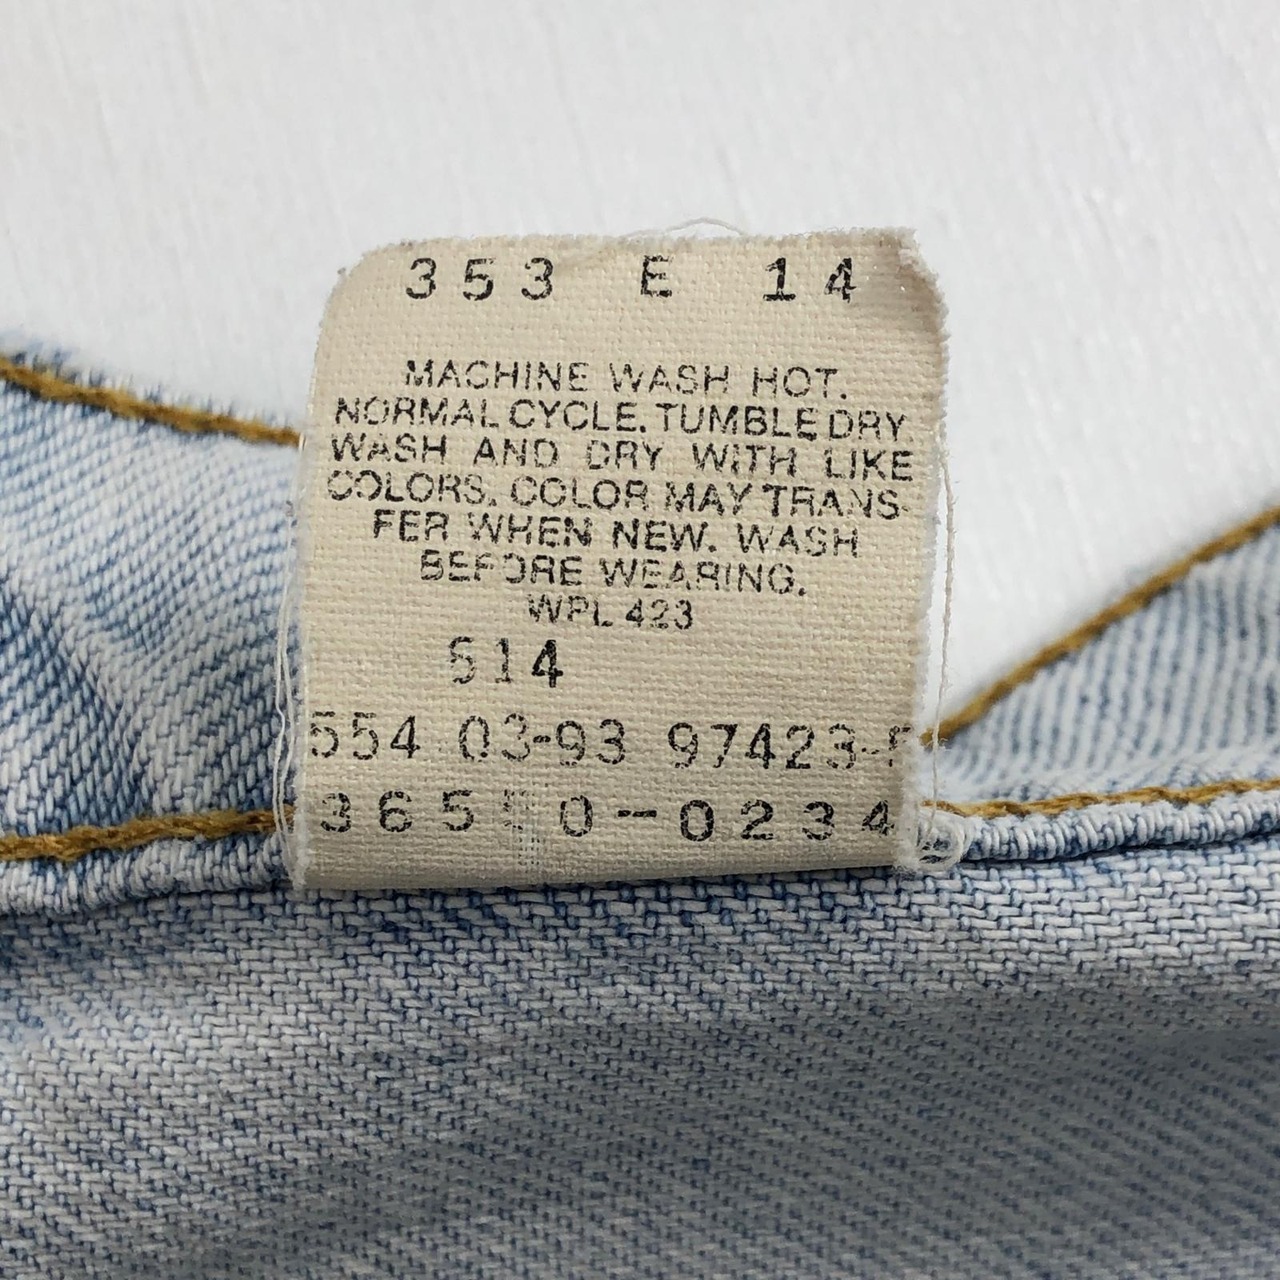 353 E 14
MACHINE WASH HOT.
NORMAL CYCLE. TUMBLE DRY.
WASH AND DRY WITH LIKE
COLORS. COLOR MAY TRANS-
FER WHEN NEW. WASH
BEFORE WEARING.
WPL 423
514
554 03-93 97423-
0-0234